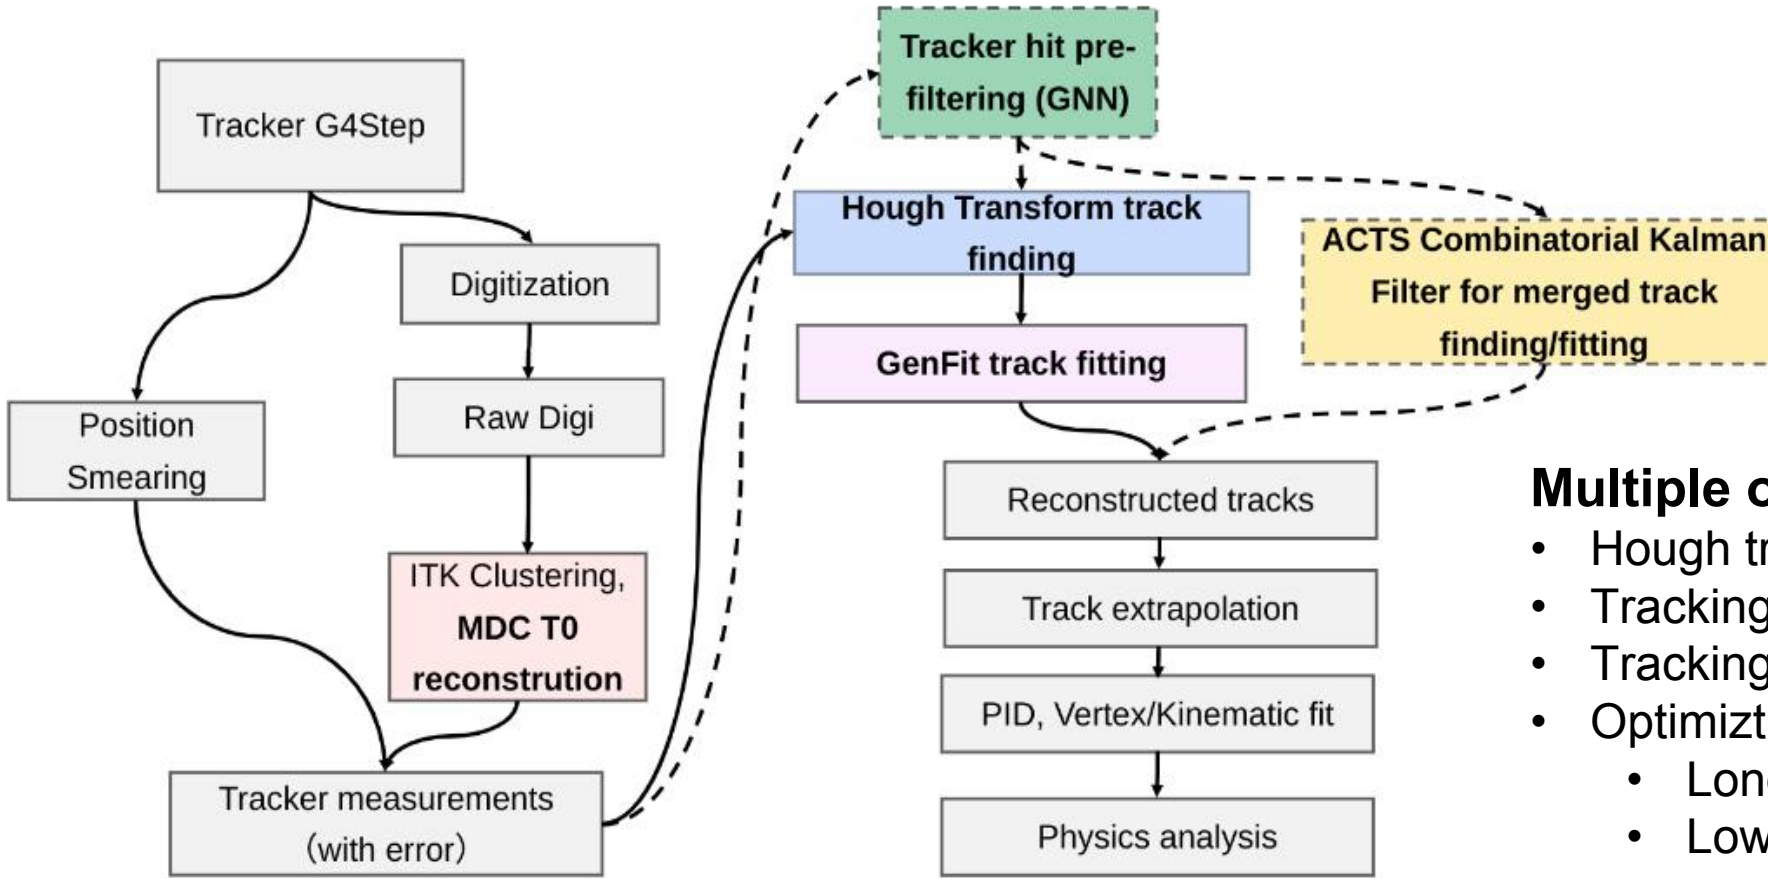 Tracker G4Step
Digitization
Raw Digi
Position
Smearing
ITK Clustering,
MDC T0
reconstrution
Tracker measurements
(with error)
Tracker hit pre-
filtering (GNN)
Hough Transform track
finding
GenFit track fitting
ACTS Combinatorial Kalman
Filter for merged track
finding/fitting
Reconstructed tracks
Track extrapolation
PID, Vertex/Kinematic fit
Physics analysis
Multiple
• Hough
• Tracking
• Tracking
• Optimizt
• Lon
• Low